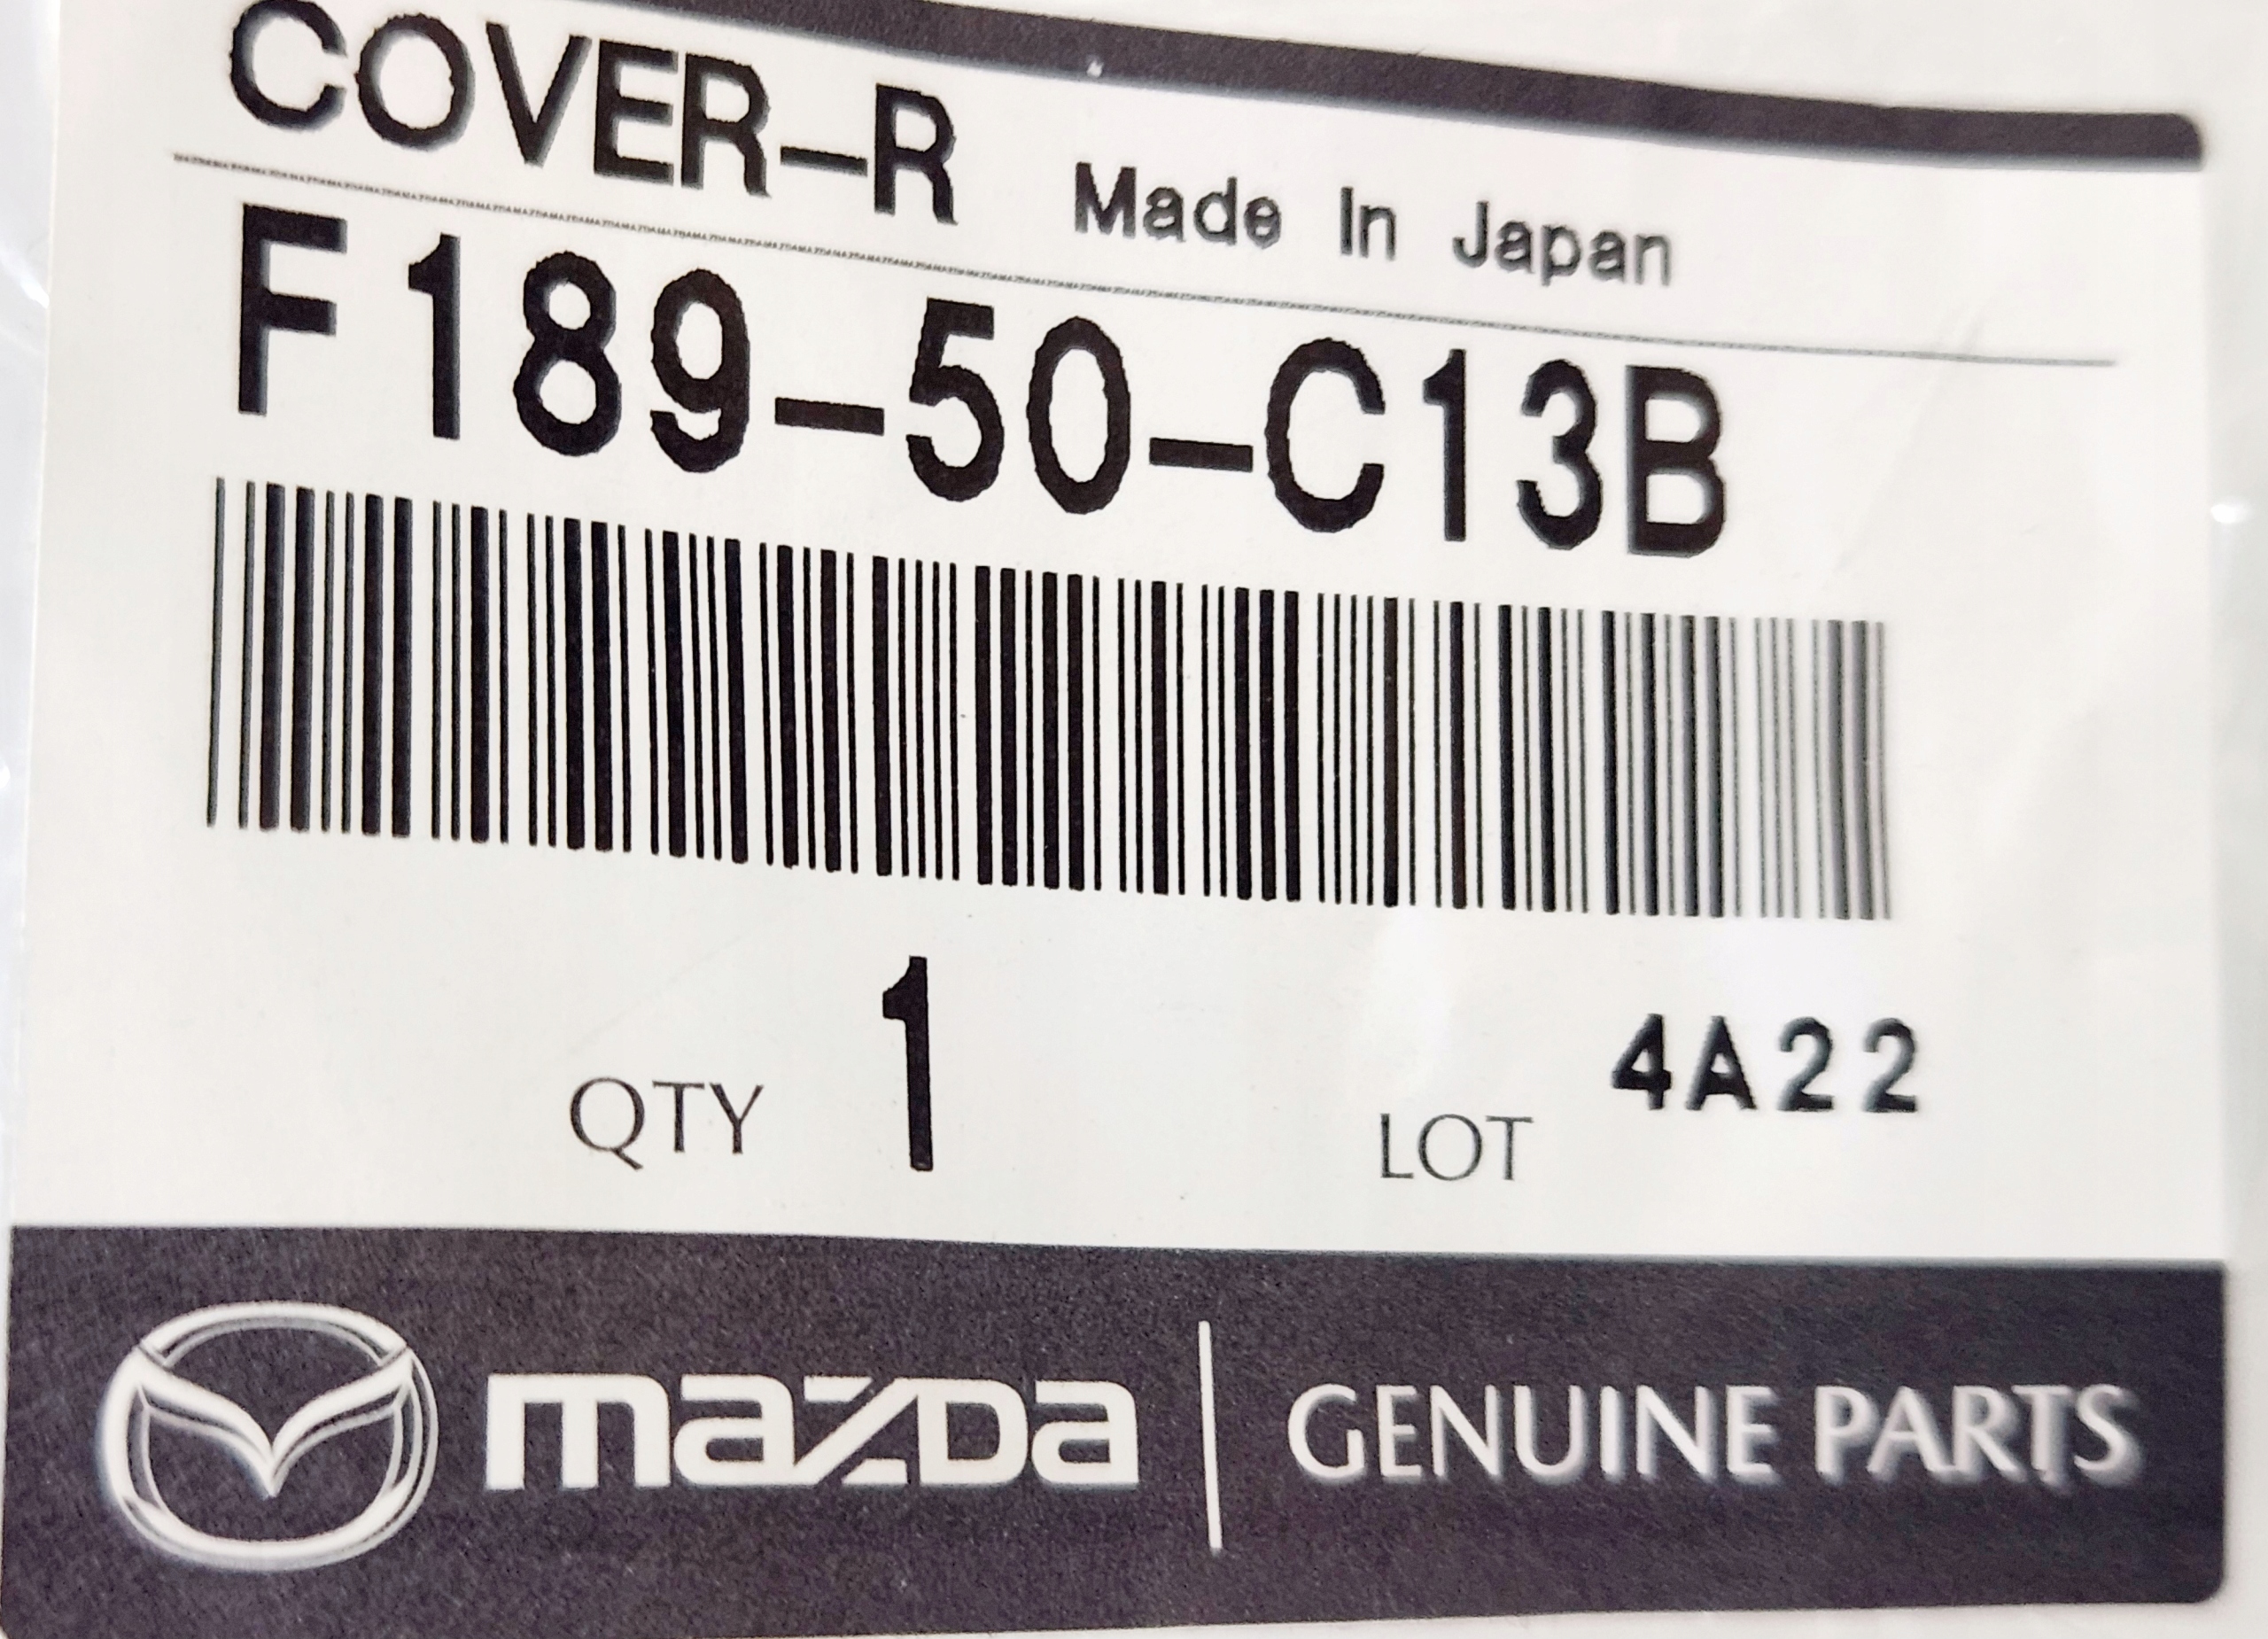 COVER-R Made In Japan
F189-50-C13B
QTY 1 LOT 4A22
mazda GENUINE PARTS